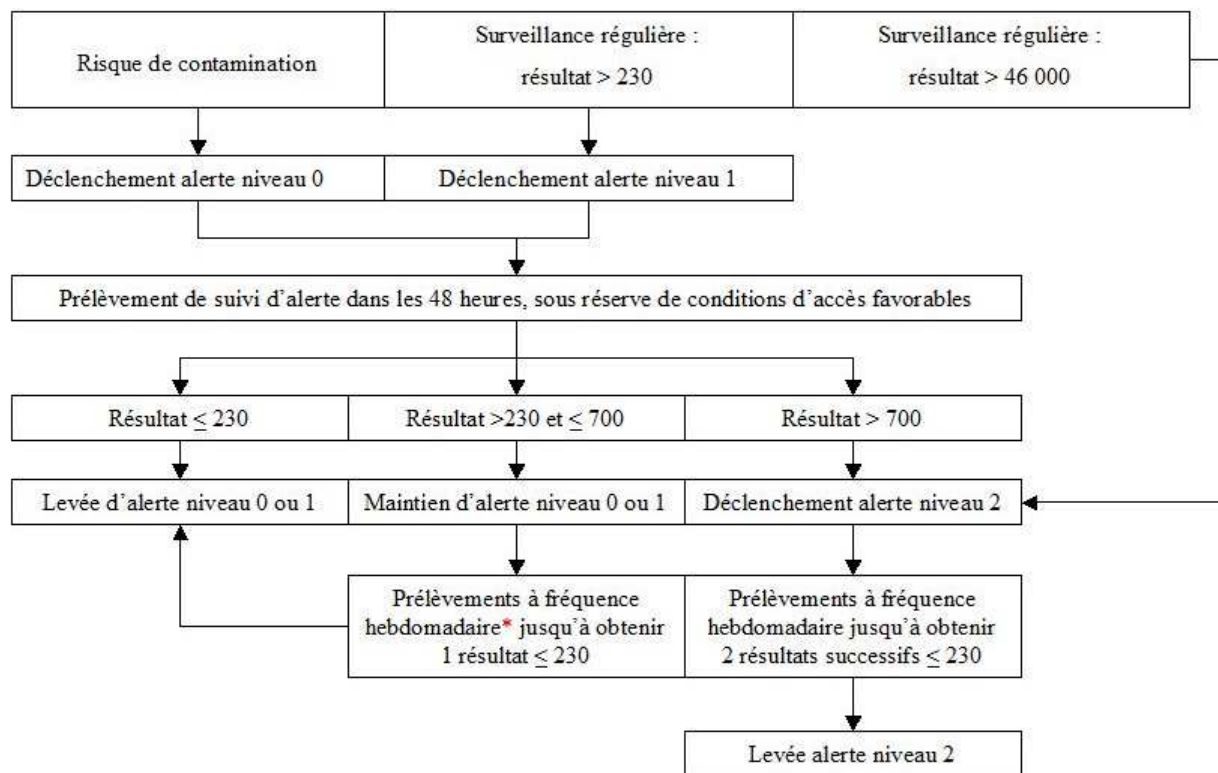 Risque de contamination
Surveillance régulière :
résultat > 230
Surveillance régulière :
résultat > 46 000
Déclenchement alerte niveau 0
Déclenchement alerte niveau 1
Prélèvement de suivi d'alerte dans les 48 heures, sous réserve de conditions d'accès favorables
Résultat ≤ 230
Résultat >230 et ≤ 700
Résultat > 700
Levée d'alerte niveau 0 ou 1
Maintien d'alerte niveau 0 ou 1
Déclenchement alerte niveau 2
Prélèvements à fréquence
hebdomadaire* jusqu'à obtenir
1 résultat ≤ 230
Prélèvements à fréquence
hebdomadaire jusqu'à obtenir
2 résultats successifs ≤ 230
Levée alerte niveau 2